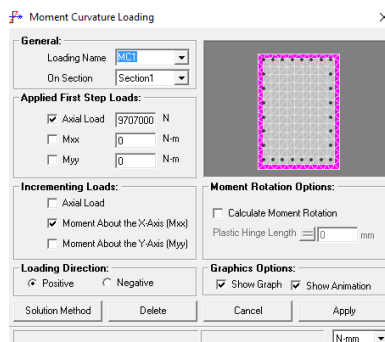 Moment Curvature Loading
General:
Loading Name MC1
On Section Section1
Applied First Step Loads:
Axial Load 9707000 N
Mxx 0 N-m
Myy 0 N-m
Incrementing Loads:
Axial Load
Moment About the X-Axis (Mxx)
Moment About the Y-Axis (Myy)
Moment Rotation Options:
Calculate Moment Rotation
Plastic Hinge Length 0 mm
Loading Direction:
Positive Negative
Graphics Options:
Show Graph Show Animation
Solution Method Delete Cancel Apply
N-mm